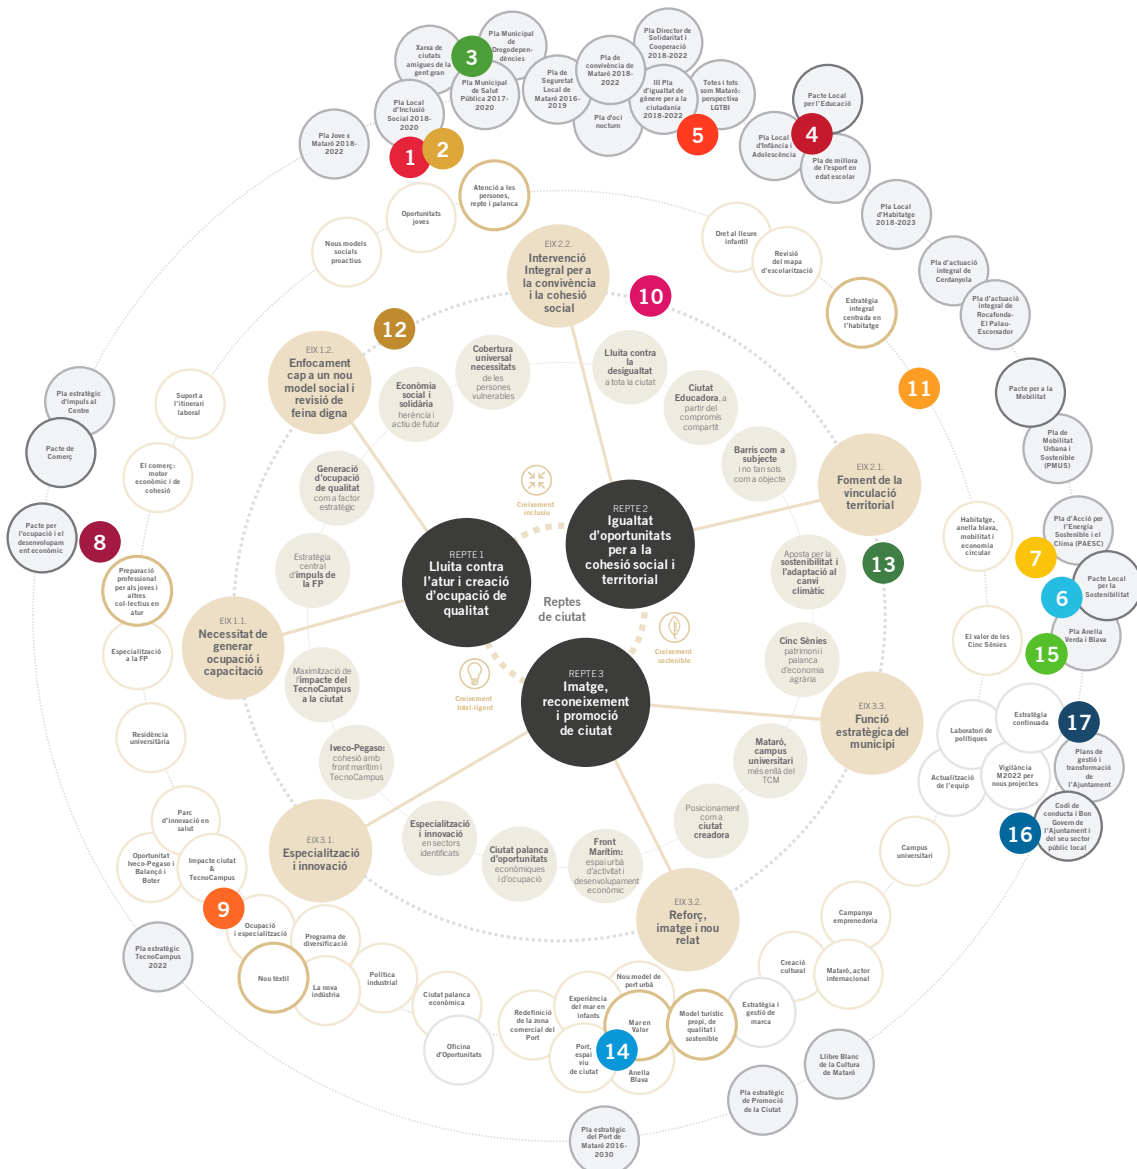 Pla Director de
Solidaritat i
Cooperació
2018-2022
Pla Municipal
de
Drogodepen-
dències
Xarxa de
ciutats
amigues de la
gent gran
3
Pla de
convivència de
Mataró 2018-
2022
Pla Municipal
de Salut
Pública 2017-
2020
Pla de
Seguretat
Local de
Mataró 2016-
2019
III Pla
d'igualtat de
gènere per a la
ciutadania
2018-2022
Totes i tots
som Mataró:
perspectiva
LGTBI
Pacte Local
per l'Educació
Pla Local
d'Inclusió
Social 2018-
2020
Pla d'oci
nocturn
5
4
Pla Jove x
Mataró 2018-
2022
1
2
Pla Local
d'Infància i
Adolescència
Pla de millora
de l'esport en
edat escolar
Atenció a les
persones,
repte i palanca
Oportunitats
joves
Nous models
socials
proactius
Dret al lleure
infantil
Revisió
del mapa
d'escolarització
Pla Local
d'Habitatge
2018-2023
Pla d'actuació
integral de
Cerdanyola
Pla d'actuació
integral de
Rocafonda-
El Palau-
Escorxador
Estratègia
integral
centrada en
l'habitatge
EIX 2.2.
Intervenció
Integral per a
la convivència
i la cohesió
social
10
12
EIX 1.2.
Enfocament
cap a un nou
model social i
revisió de
feina digna
Cobertura
universal
necessitats
de les
persones
vulnerables
Lluita contra
la
desigualtat
a tota la ciutat
Econòmia
social i
solidària
herència i
actiu de futur
Ciutat
Educadora, a
partir del
compromís
compartit
11
Pacte per a la
Mobilitat
Pla de
Mobilitat
Urbana i
Sostenible
(PMUS)
Pla estratègic
d'impuls al
Centre
Pacte de
Comerç
Suport a
l'itinerari
laboral
El comerç:
motor
econòmic i de
cohesió
Generació
d'ocupació
de qualitat
com a factor
estratègic
Barris com a
subjecte
i no tan sols
com a objecte
EIX 2.1.
Foment de la
vinculació
territorial
Creixement
inclusiu
REPTE 2
Igualtat
d'oportunitats
per a la
cohesió social i
territorial
Pacte per
l'ocupació i el
desenvolupam
ent econòmic
8
Preparació
professional
per als joves i
altres
col·lectius en
atur
Estratègia
central
d'impuls de
la FP
REPTE 1
Lluita contra
l'atur i creació
d'ocupació de
qualitat
Reptes
de ciutat
Aposta per la
sostenibilitat i
l'adaptació al
canvi
climàtic
13
Habitatge,
anella blava,
mobilitat i
economia
circular
Pla d'Acció per
l'Energia
Sostenible i el
Clima (PAESC)
7
6
Pacte Local
per la
Sostenibilitat
Pla Anella
Verda i Blava
15
El valor de les
Cinc Sènies
Cinc Sènies
patrimoni i
palanca
d'economia
agrària
Creixement
sostenible
EIX 1.1.
Necessitat de
generar
ocupació i
capacitació
Especialització
a la FP
Maximització de
l'impacte del
TecnoCampus
a la ciutat
Creixement
Intel·ligent
REPTE 3
Imatge,
reconeixement
i promoció
de ciutat
EIX 3.3.
Funció
estratègica del
municipi
Estratègia
continuada
17
Laboratori de
polítiques
Plans de
gestió i
transformació
de
l'Ajuntament
Vigilància
M2022 per
nous projectes
Actualització
de l'equip
16
Codi de
conducta i Bon
Govern de
l'Ajuntament i
del seu sector
públic local
Residència
universitària
Iveco-Pegaso:
cohesió amb
front marítim i
TecnoCampus
Mataró,
campus
universitari
més enllà del
TCM
Parc
d'innovació en
salut
Oportunitat
Iveco-Pegaso i
Balançó i
Boter
Impacte ciutat
&
TecnoCampus
9
EIX 3.1.
Especialització
i innovació
Especialització
i innovació
en sectors
identificats
Ciutat palanca
d'oportunitats
econòmiques
i d'ocupació
Front
Marítim:
espai urbà
d'activitat i
desenvolupament
econòmic
Posicionament
com a
ciutat
creadora
Campus
universitari
EIX 3.2.
Reforç,
imatge i nou
relat
Campanya
emprenedoria
Mataró, actor
internacional
Creació
cultural
Pla estratègic
TecnoCampus
2022
Ocupació
i especialització
Programa de
diversificació
Nou tèxtil
La nova
indústria
Política
industrial
Ciutat palanca
econòmica
Oficina
d'Oportunitats
Redefinició
de la zona
comercial del
Port
Experiència
del mar en
infants
Nou model de
port urbà
Mar en
Valor
Port,
espai
viu
de ciutat
14
Anella
Blava
Model turístic
propi, de
qualitat i
sostenible
Estratègia i
gestió de
marca
Llibre Blanc
de la Cultura
de Mataró
Pla estratègic
de Promoció
de la Ciutat
Pla estratègic
del Port de
Mataró 2016-
2030